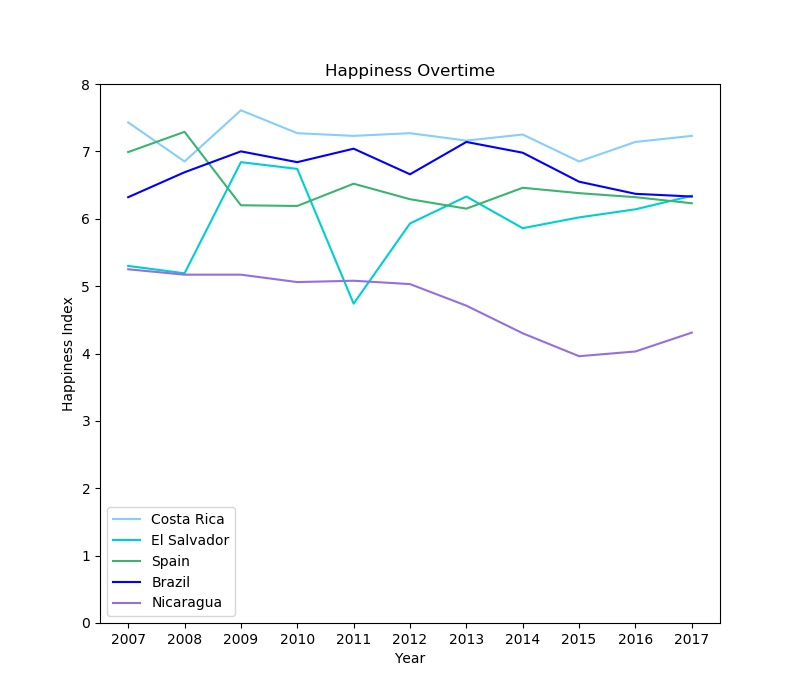 Happiness Overtime
8
7
6
5
4
3
2
1
0
Happiness Index
Costa Rica
El Salvador
Spain
Brazil
Nicaragua
2007 2008 2009 2010 2011 2012 2013 2014 2015 2016 2017
Year